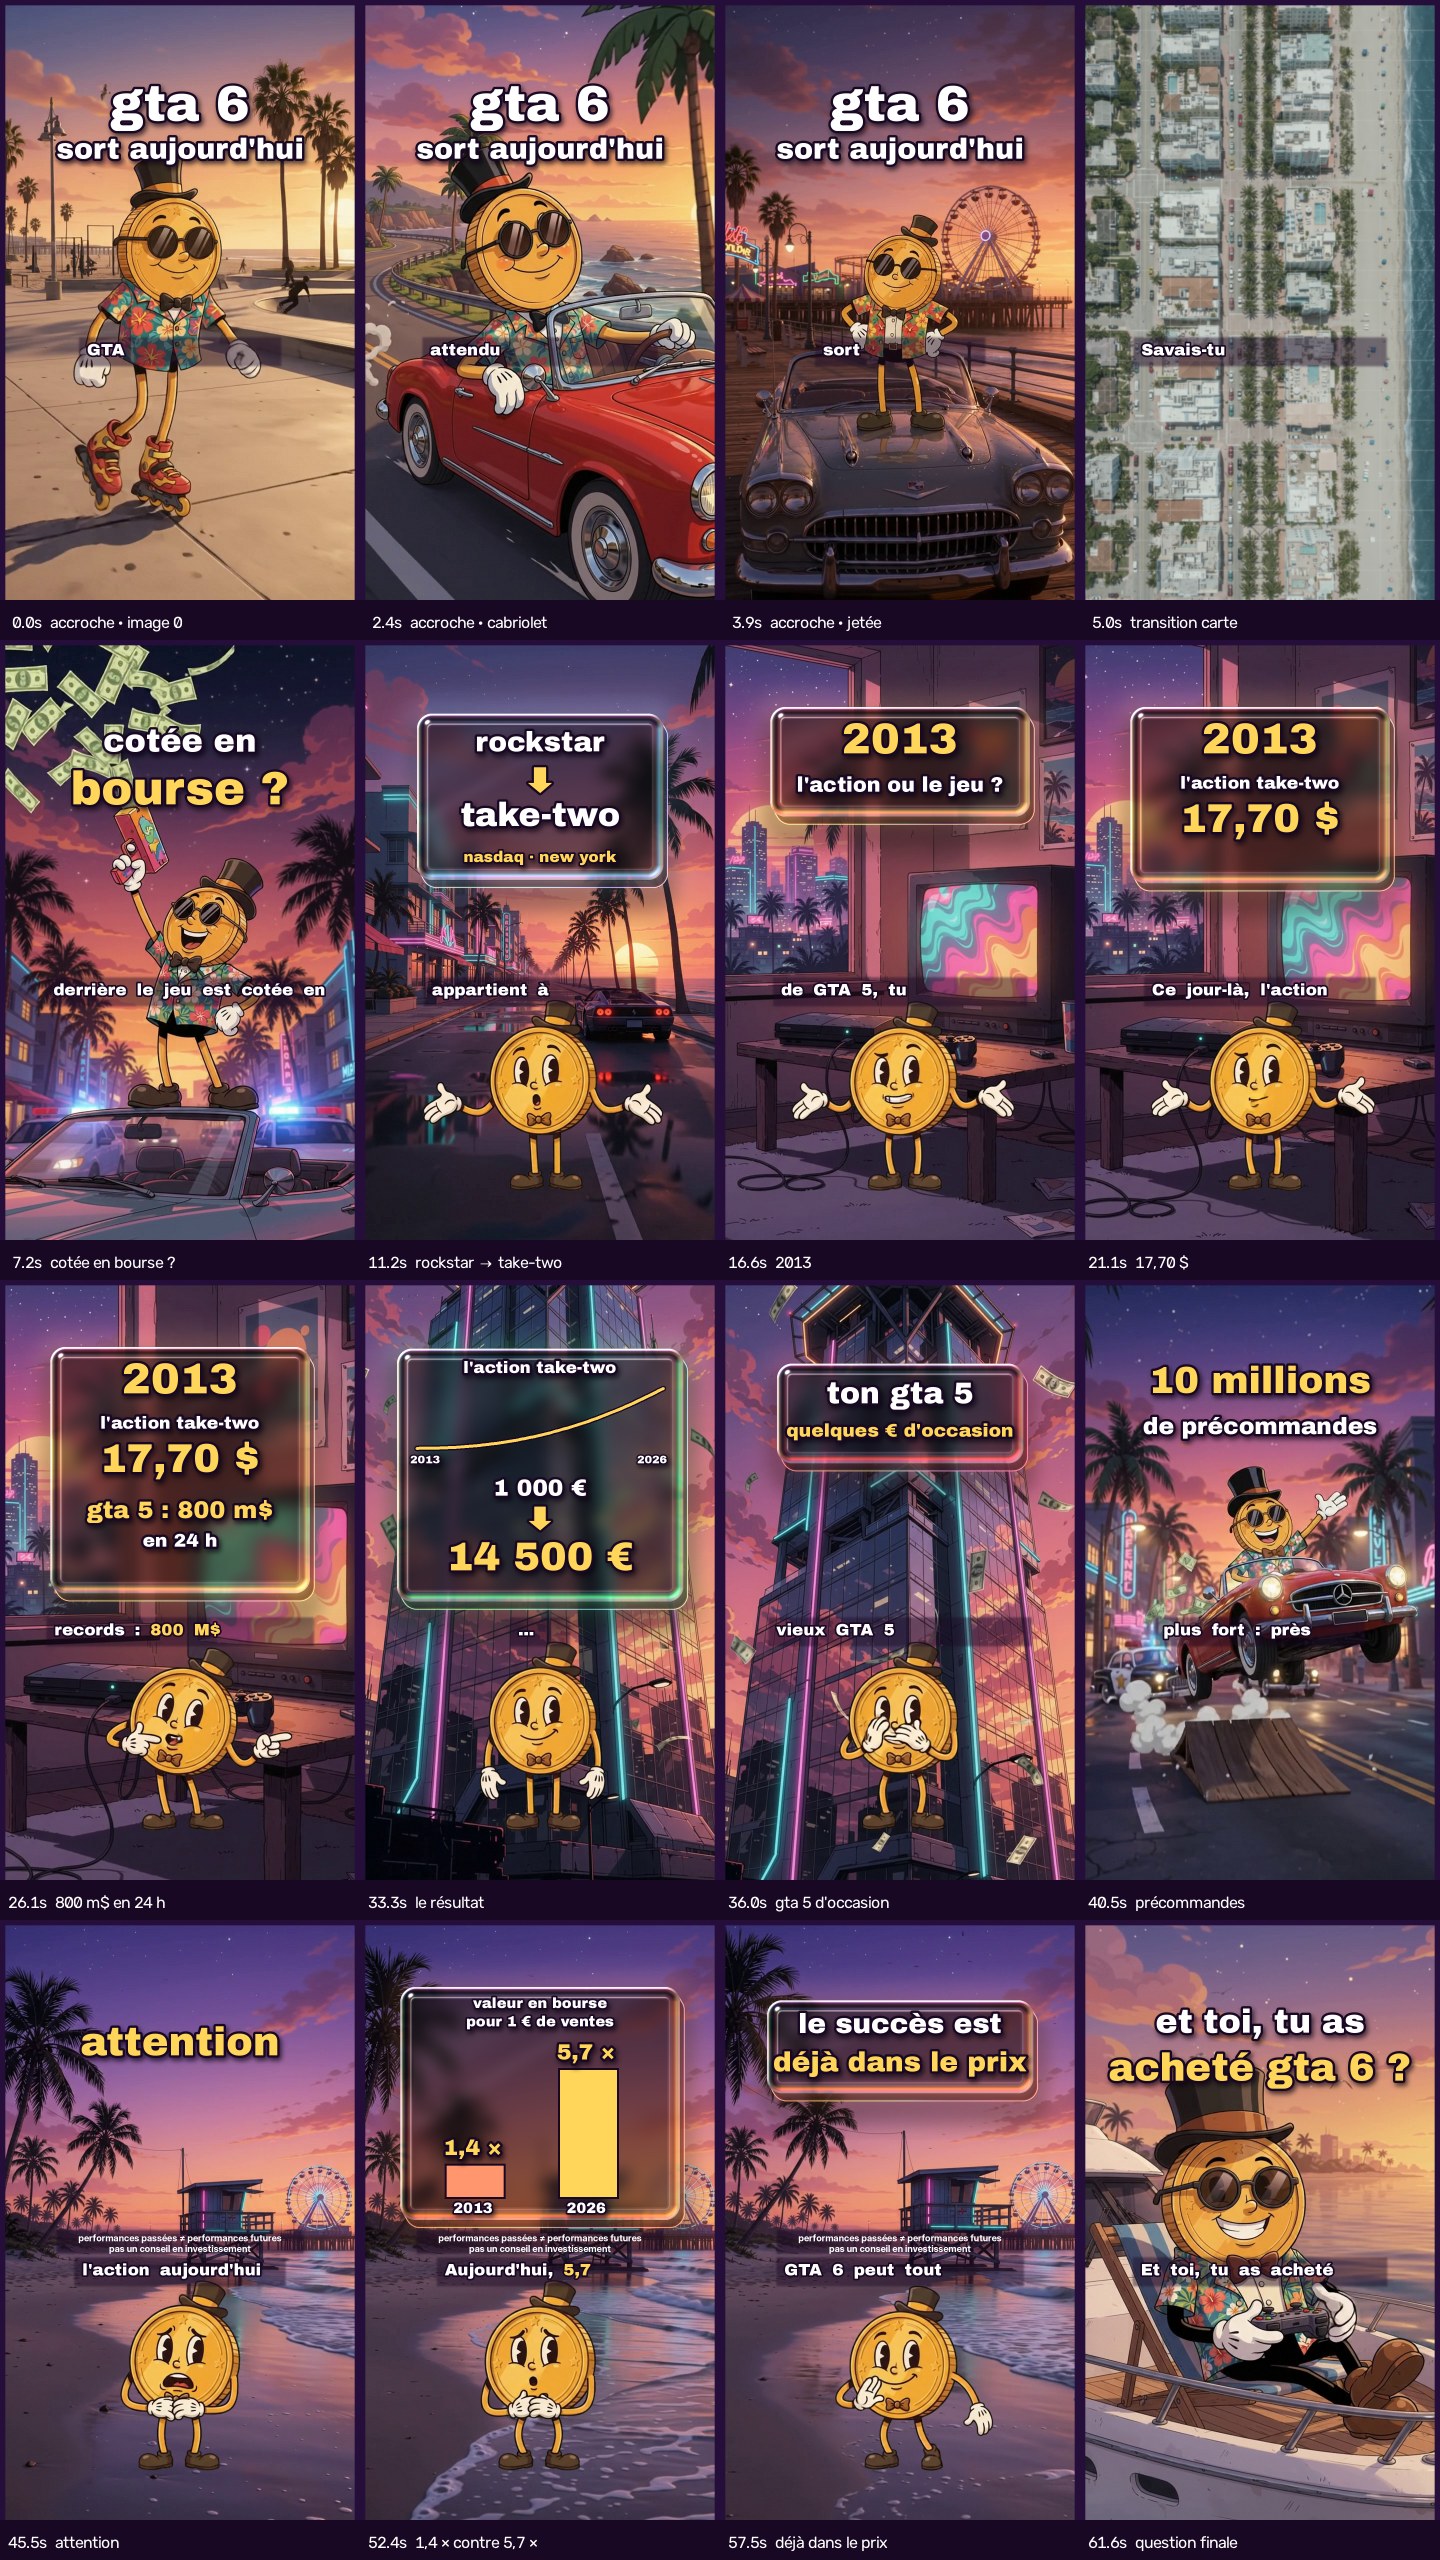 gta 6
sort aujourd'hui
GTA
0.0s accroche • image 0
gta 6
sort aujourd'hui
attendu
2.4s accroche • cabriolet
gta 6
sort aujourd'hui
sort
3.9s accroche • jetée
Savais-tu
5.0s transition carte
cotée en
bourse ?
derrière le jeu est cotée en
7.2s cotée en bourse ?
rockstar
take-two
nasdaq · new york
appartient à
11.2s rockstar → take-two
2013
l'action ou le jeu ?
de GTA 5, tu
16.6s 2013
2013
l'action take-two
17,70 $
Ce jour-là, l'action
21.1s 17,70 $
2013
l'action take-two
17,70 $
gta 5 : 800 m$
en 24 h
records : 800 M$
26.1s 800 m$ en 24 h
l'action take-two
2013 2026
1 000 €
14 500 €
...
33.3s le résultat
ton gta 5
quelques € d'occasion
vieux GTA 5
36.0s gta 5 d'occasion
10 millions
de précommandes
plus fort : près
40.5s précommandes
attention
performances passées ≠ performances futures
pas un conseil en investissement
l'action aujourd'hui
45.5s attention
valeur en bourse
pour 1 € de ventes
5,7 ×
1,4 ×
2013 2026
performances passées ≠ performances futures
pas un conseil en investissement
Aujourd'hui, 5,7
52.4s 1,4 × contre 5,7 ×
le succès est
déjà dans le prix
performances passées ≠ performances futures
pas un conseil en investissement
GTA 6 peut tout
57.5s déjà dans le prix
et toi, tu as
acheté gta 6 ?
Et toi, tu as acheté
61.6s question finale